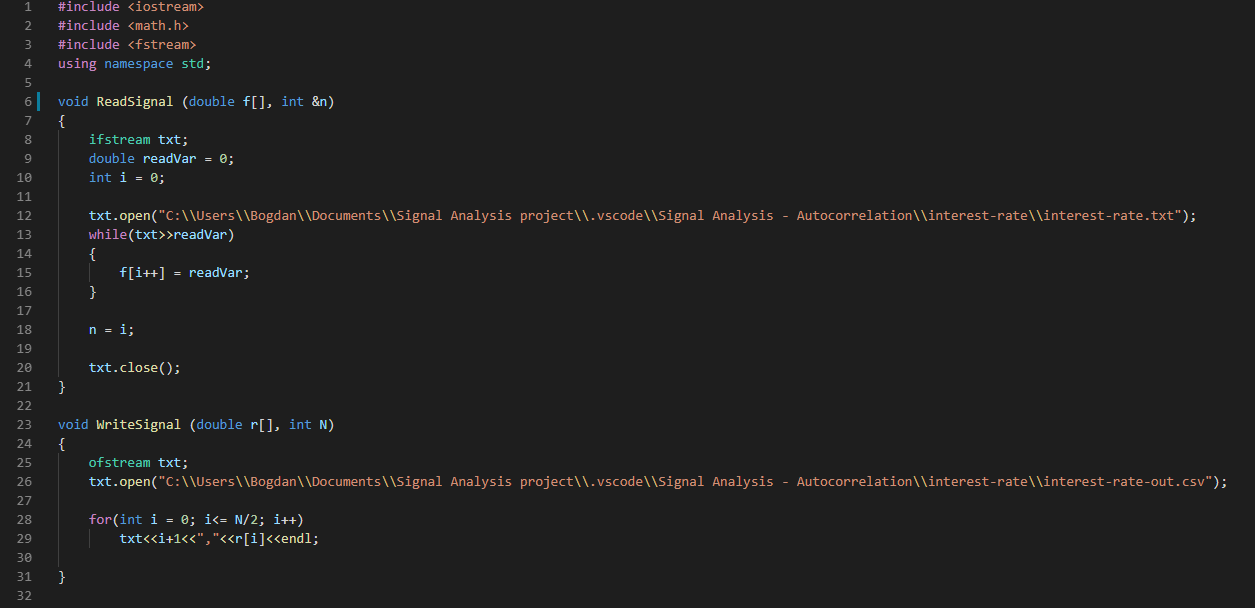 1 #include <iostream>
2 #include <math.h>
3 #include <fstream>
4 using namespace std;
5
6 void ReadSignal (double f[], int &n)
7 {
8     ifstream txt;
9     double readVar = 0;
10     int i = 0;
11
12     txt.open("C:\\Users\\Bogdan\\Documents\\Signal Analysis project\\.vscode\\Signal Analysis - Autocorrelation\\interest-rate\\interest-rate.txt");
13     while(txt>>readVar)
14     {
15         f[i++] = readVar;
16     }
17
18     n = i;
19
20     txt.close();
21 }
22
23 void WriteSignal (double r[], int N)
24 {
25     ofstream txt;
26     txt.open("C:\\Users\\Bogdan\\Documents\\Signal Analysis project\\.vscode\\Signal Analysis - Autocorrelation\\interest-rate\\interest-rate-out.csv");
27
28     for(int i = 0; i<= N/2; i++)
29         txt<<i+1<<","<<r[i]<<endl;
30
31 }
32